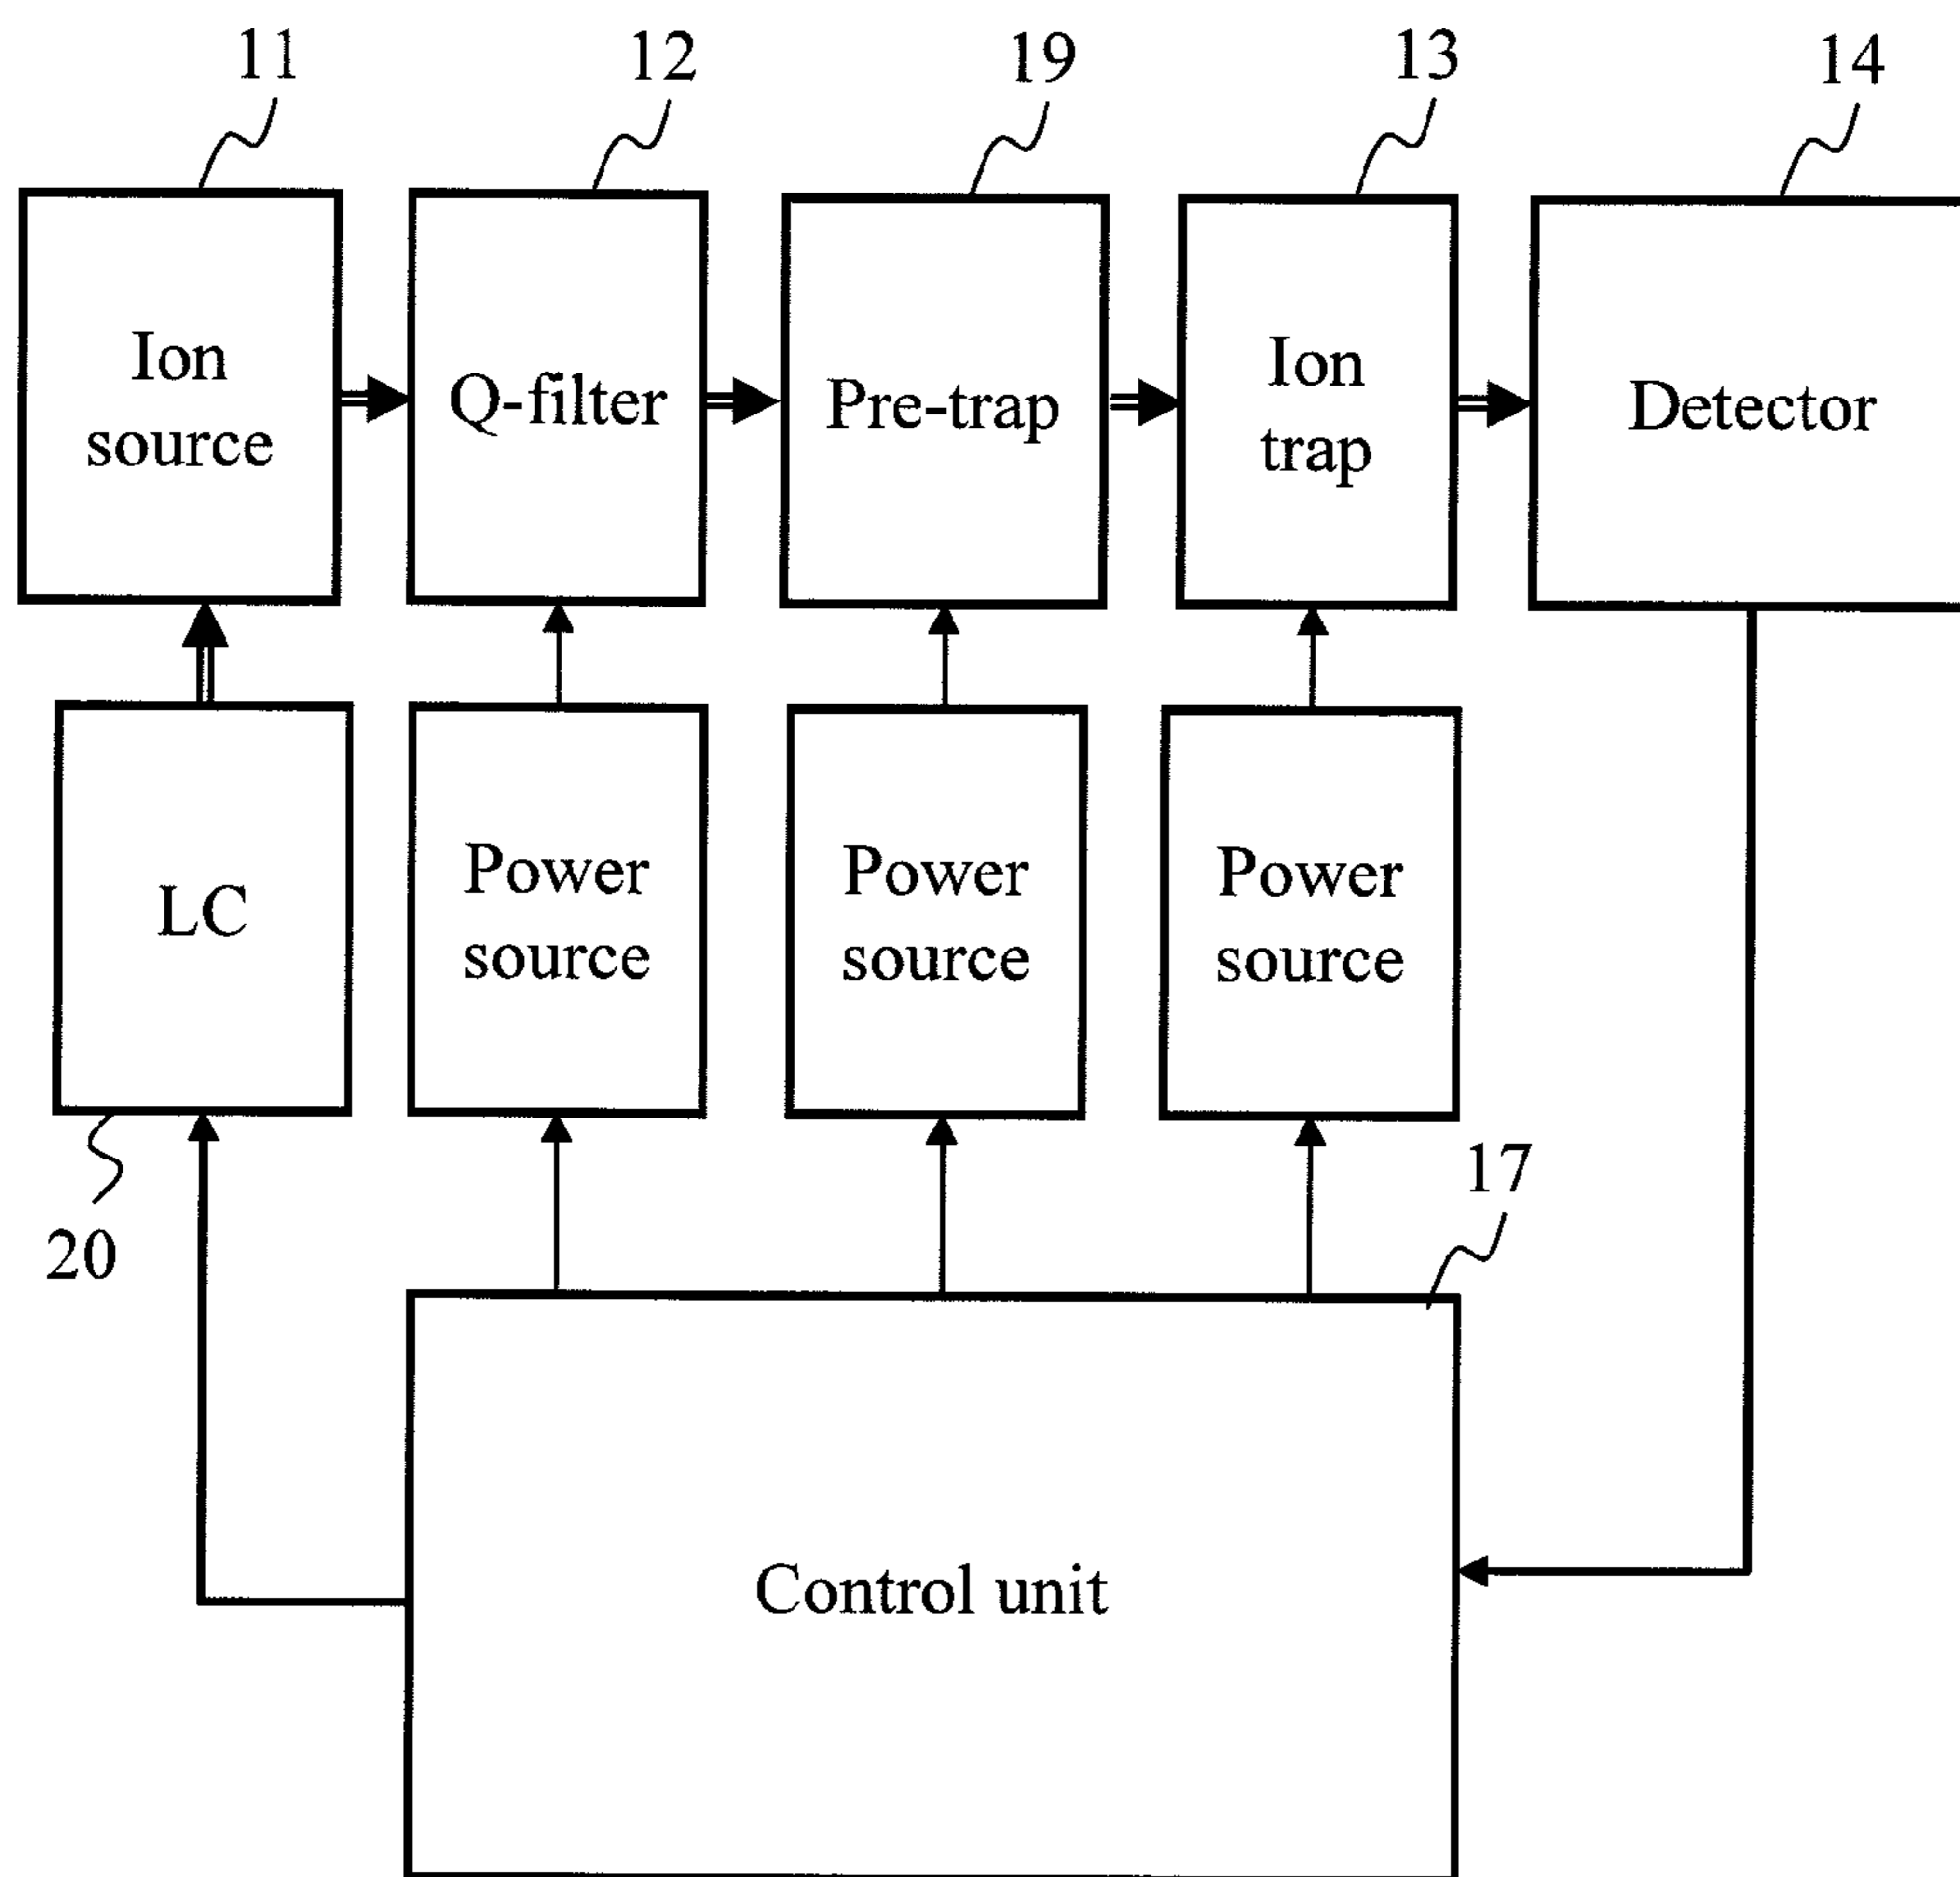 11
12
19
13
14
Ion
source
Q-filter
Pre-trap
Ion
trap
Detector
LC
Power
source
Power
source
Power
source
17
20
Control unit